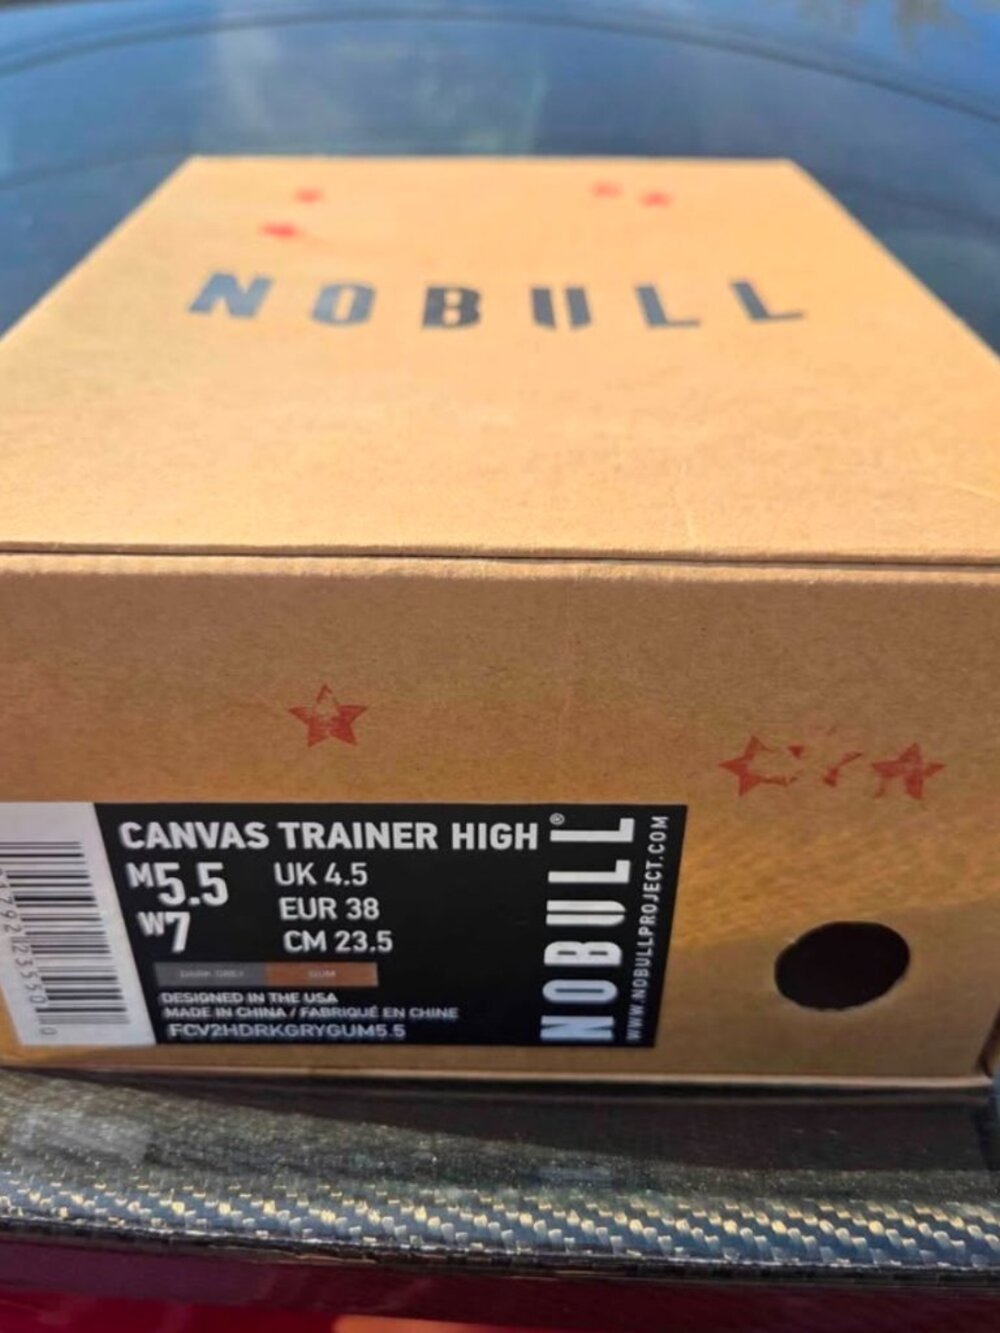 NOBULL
CANVAS TRAINER HIGH
M5.5
W7
UK 4.5
EUR 38
CM 23.5
DARK GREY
GUM
DESIGNED IN THE USA
MADE IN CHINA / FABRIQUÉ EN CHINE
FCV2HDRKGRYGUM5.5
NOBULL®
WWW.NOBULLPROJECT.COM